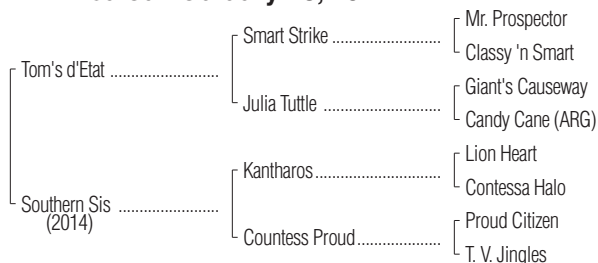 Mr. Prospector
Smart Strike ..........................
Classy 'n Smart
Tom's d'Etat ..........................
Giant's Causeway
Julia Tuttle .............................
Candy Cane (ARG)
Lion Heart
Kantharos ...............................
Contessa Halo
Southern Sis ........................
(2014)
Proud Citizen
Countess Proud ....................
T. V. Jingles